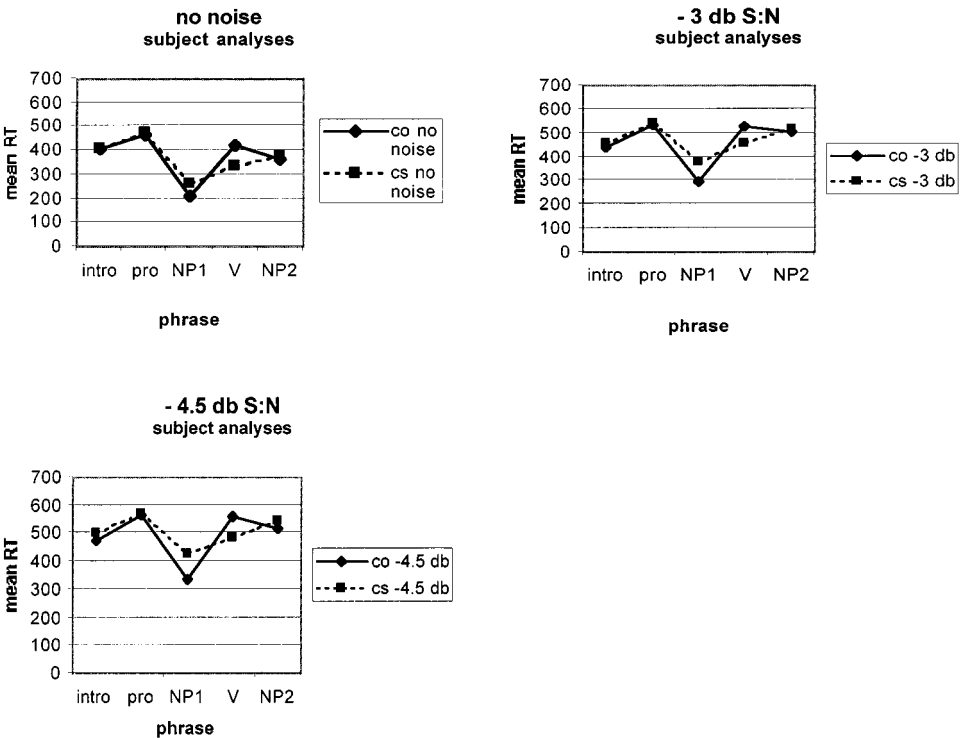 no noise
subject analyses
700
600
500
400
300
200
100
0
mean RT
intro pro NP1 V NP2
phrase
co no
noise
cs no
noise
- 3 db S:N
subject analyses
700
600
500
400
300
200
100
0
mean RT
intro pro NP1 V NP2
phrase
co -3 db
cs -3 db
- 4.5 db S:N
subject analyses
700
600
500
400
300
200
100
0
mean RT
intro pro NP1 V NP2
phrase
co -4.5 db
cs -4.5 db